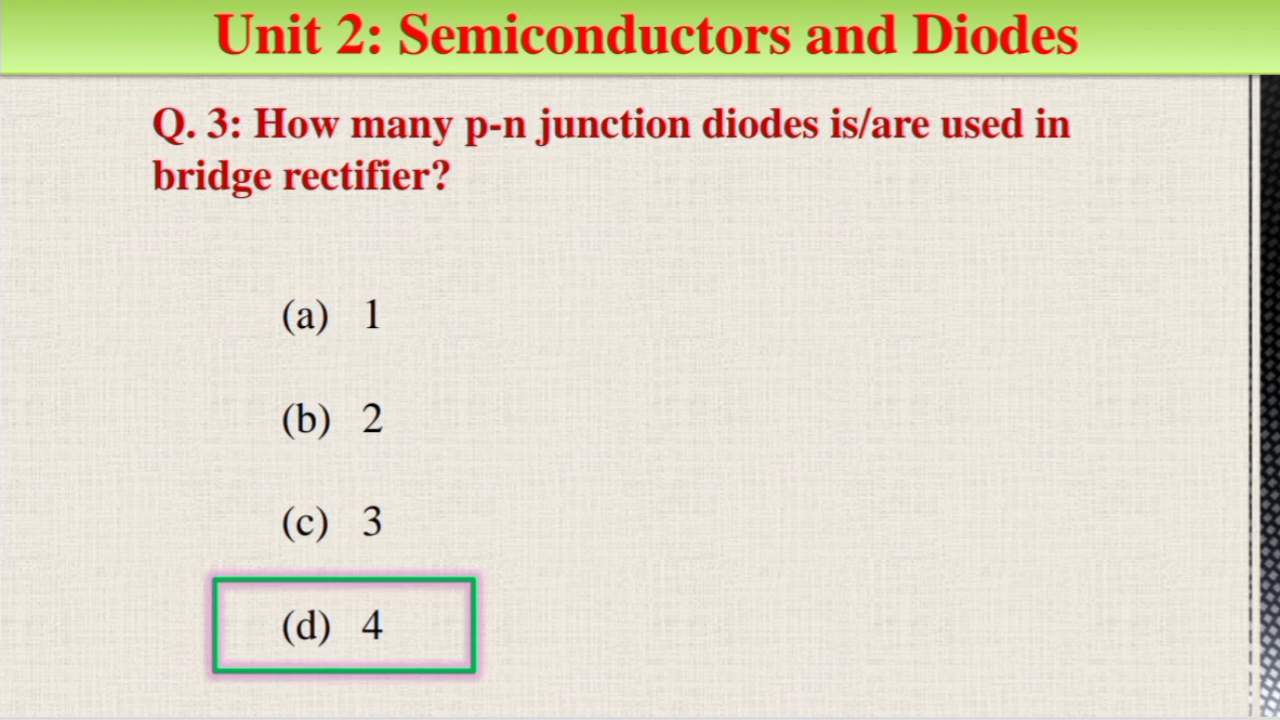 Unit 2: Semiconductors and Diodes
Q. 3: How many p-n junction diodes is/are used in
bridge rectifier?
(a) 1
(b) 2
(c) 3
(d) 4